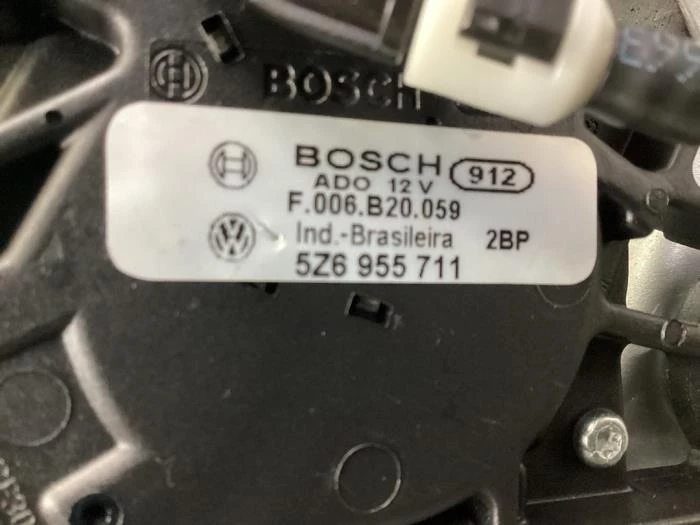 BOSCH
BOSCH 912
ADO 12 V
F.006.B20.059
Ind.-Brasileira 2BP
5Z6 955 711